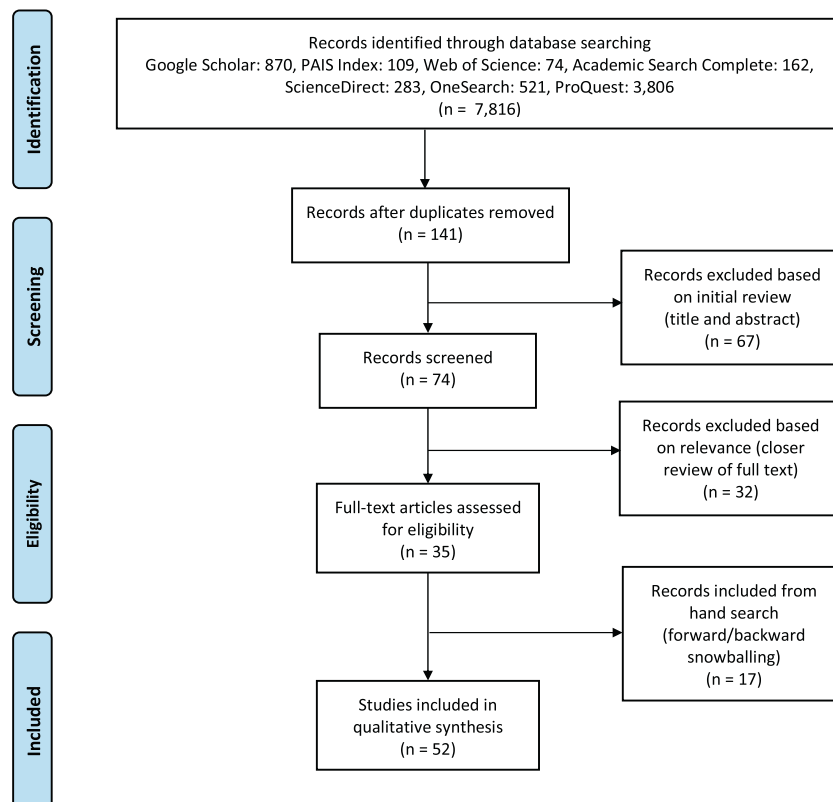 Identification
Records identified through database searching
Google Scholar: 870, PAIS Index: 109, Web of Science: 74, Academic Search Complete: 162,
ScienceDirect: 283, OneSearch: 521, ProQuest: 3,806
(n = 7,816)
Records after duplicates removed
(n = 141)
Screening
Records excluded based
on initial review
(title and abstract)
(n = 67)
Records screened
(n = 74)
Records excluded based
on relevance (closer
review of full text)
(n = 32)
Eligibility
Full-text articles assessed
for eligibility
(n = 35)
Records included from
hand search
(forward/backward
snowballing)
(n = 17)
Included
Studies included in
qualitative synthesis
(n = 52)